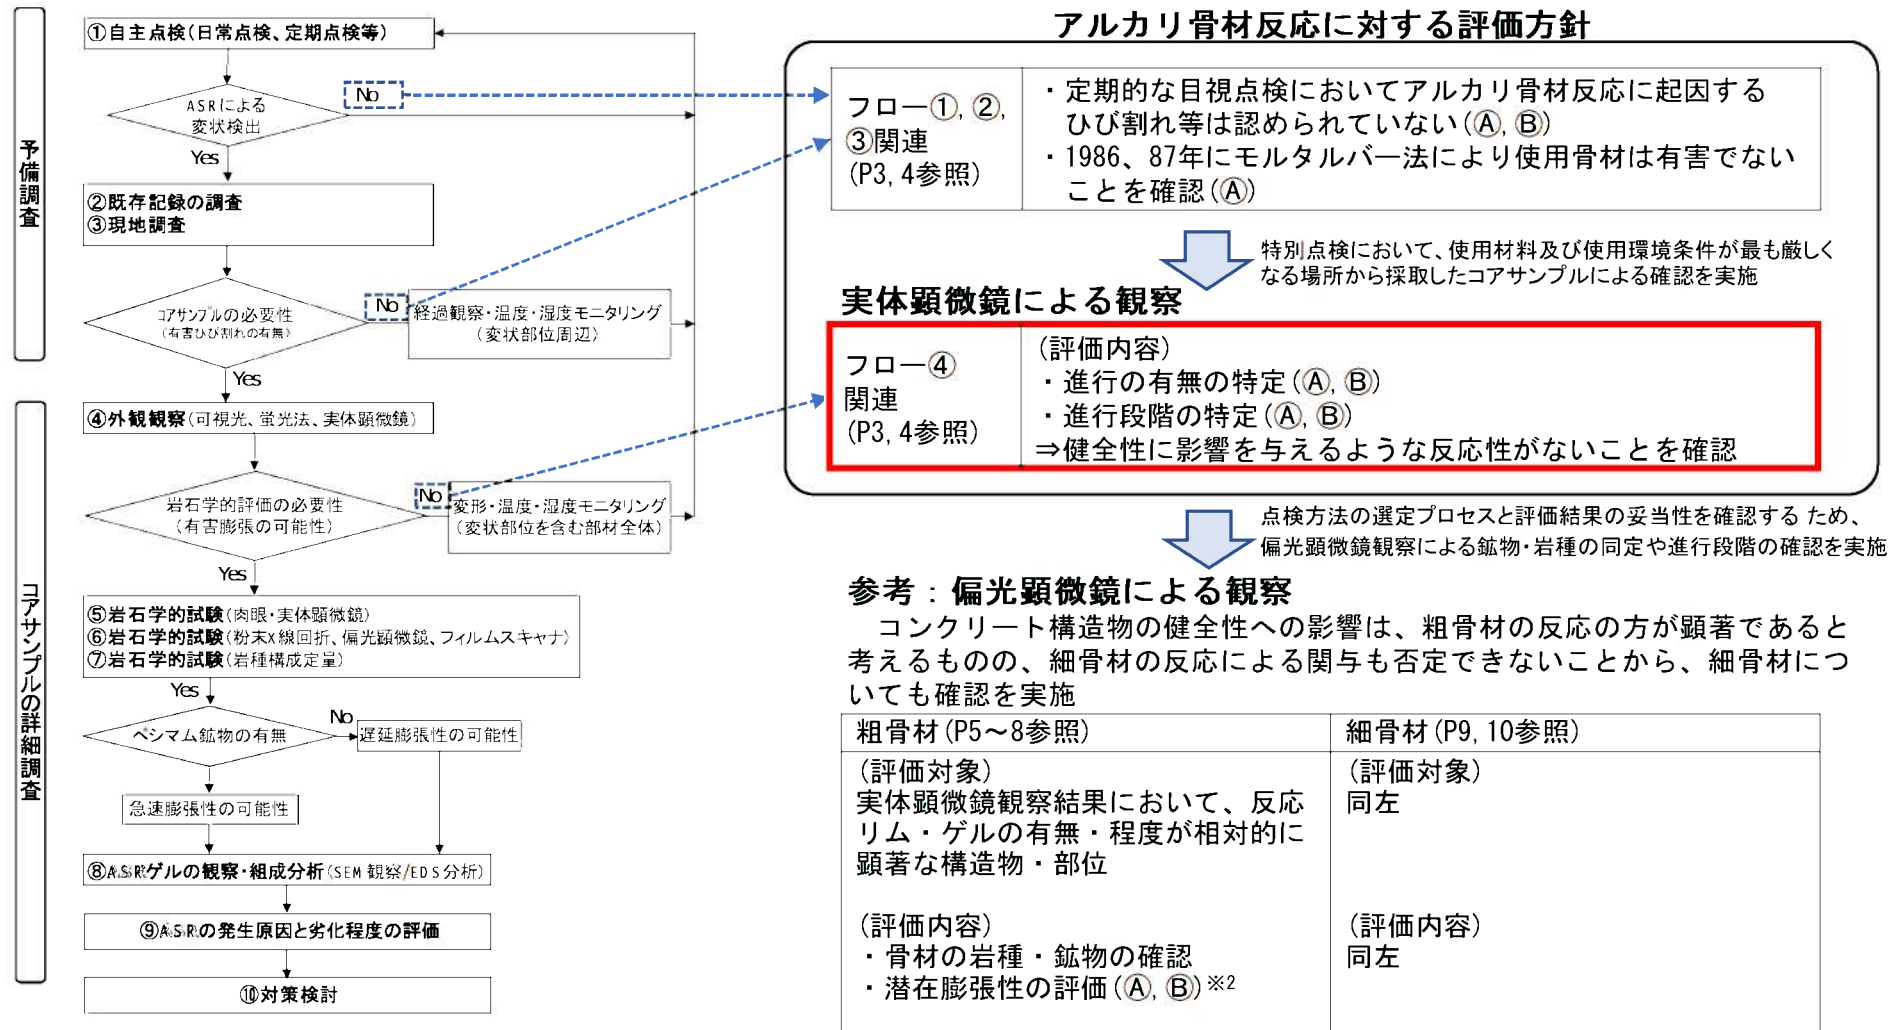 予備調査
①自主点検(日常点検、定期点検等)
ASRによる
変状検出
No
Yes
②既存記録の調査
③現地調査
コアサンプルの必要性
(有害ひび割れの有無)
No
経過観察・温度・湿度モニタリング
(変状部位周辺)
Yes
コアサンプルの詳細調査
④外観観察(可視光、蛍光法、実体顕微鏡)
岩石学的評価の必要性
(有害膨張の可能性)
No
変形・温度・湿度モニタリング
(変状部位を含む部材全体)
Yes
⑤岩石学的試験(肉眼・実体顕微鏡)
⑥岩石学的試験(粉末x線回折、偏光顕微鏡、フィルムスキャナ)
⑦岩石学的試験(岩種構成定量)
Yes
ペシマム鉱物の有無
No
遅延膨張性の可能性
急速膨張性の可能性
⑧ASRゲルの観察・組成分析(SEM観察/EDS分析)
⑨ASRの発生原因と劣化程度の評価
⑩対策検討
アルカリ骨材反応に対する評価方針
フロー①, ②,
③関連
(P3, 4参照)
・定期的な目視点検においてアルカリ骨材反応に起因する
ひび割れ等は認められていない(Ⓐ, Ⓑ)
・1986、87年にモルタルバー法により使用骨材は有害でない
ことを確認(Ⓐ)
特別点検において、使用材料及び使用環境条件が最も厳しく
なる場所から採取したコアサンプルによる確認を実施
実体顕微鏡による観察
フロー④
関連
(P3, 4参照)
(評価内容)
・進行の有無の特定(Ⓐ, Ⓑ)
・進行段階の特定(Ⓐ, Ⓑ)
⇒健全性に影響を与えるような反応性がないことを確認
点検方法の選定プロセスと評価結果の妥当性を確認する ため、
偏光顕微鏡観察による鉱物・岩種の同定や進行段階の確認を実施
参考：偏光顕微鏡による観察
コンクリート構造物の健全性への影響は、粗骨材の反応の方が顕著であると
考えるものの、細骨材の反応による関与も否定できないことから、細骨材につ
いても確認を実施
粗骨材(P5～8参照)
(評価対象)
実体顕微鏡観察結果において、反応
リム・ゲルの有無・程度が相対的に
顕著な構造物・部位
(評価内容)
・骨材の岩種・鉱物の確認
・潜在膨張性の評価(Ⓐ, Ⓑ)※2
細骨材(P9, 10参照)
(評価対象)
同左
(評価内容)
同左